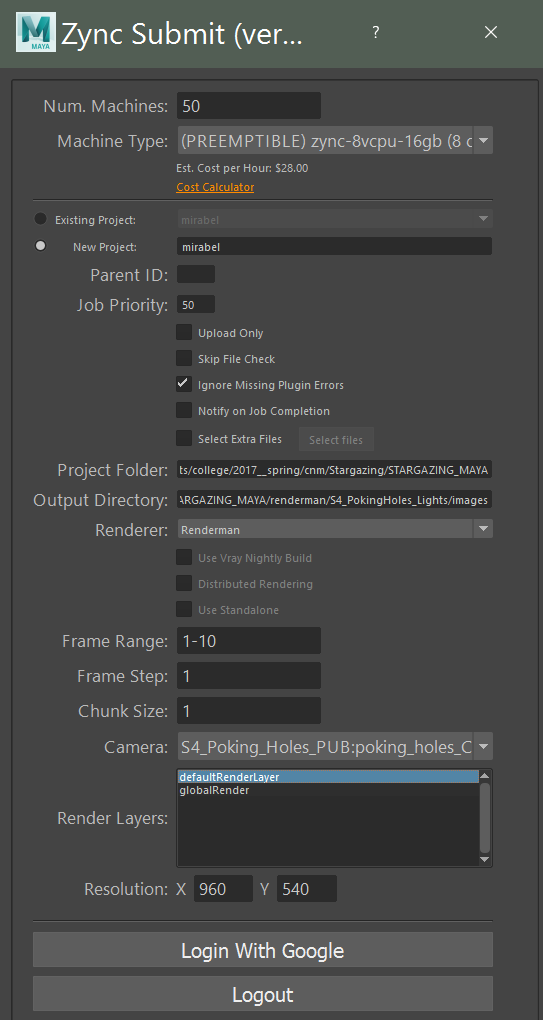 MAYA
Zync Submit (ver... ?
Num. Machines: 50
Machine Type: (PREEMPTIBLE) zync-8vcpu-16gb (8 c
Est. Cost per Hour: $28.00
Cost Calculator
Existing Project: mirabel
New Project: mirabel
Parent ID:
Job Priority: 50
Upload Only
Skip File Check
Ignore Missing Plugin Errors
Notify on Job Completion
Select Extra Files Select files
Project Folder: ts/college/2017__spring/cnm/Stargazing/STARGAZING_MAYA
Output Directory: ARGAZING_MAYA/renderman/S4_PokingHoles_Lights/images
Renderer: Renderman
Use Vray Nightly Build
Distributed Rendering
Use Standalone
Frame Range: 1-10
Frame Step: 1
Chunk Size: 1
Camera: S4_Poking_Holes_PUB:poking_holes_C
defaultRenderLayer
globalRender
Render Layers:
Resolution: X 960 Y 540
Login With Google
Logout